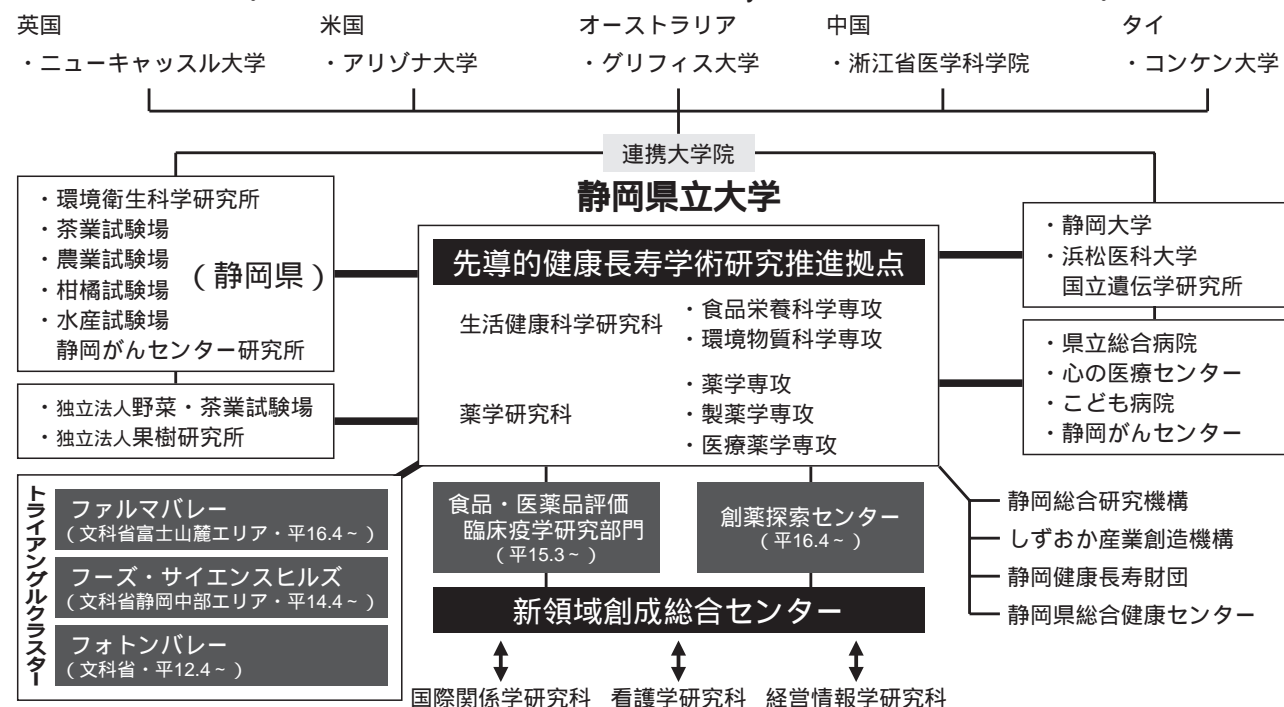 英国
・ニューキャッスル大学
米国
・アリゾナ大学
オーストラリア
・グリフィス大学
中国
・浙江省医学科学院
タイ
・コンケン大学
連携大学院
静岡県立大学
・環境衛生科学研究所
・茶業試験場
・農業試験場
・柑橘試験場
・水産試験場
静岡がんセンター研究所
（静岡県）
・独立法人野菜・茶業試験場
・独立法人果樹研究所
先導的健康長寿学術研究推進拠点
生活健康科学研究科
・食品栄養科学専攻
・環境物質科学専攻
薬学研究科
・薬学専攻
・製薬学専攻
・医療薬学専攻
・静岡大学
・浜松医科大学
国立遺伝学研究所
・県立総合病院
・心の医療センター
・こども病院
・静岡がんセンター
トライアングルクラスター
ファルマバレー
（文科省富士山麓エリア・平16.4～）
フーズ・サイエンスヒルズ
（文科省静岡中部エリア・平14.4～）
フォトンバレー
（文科省・平12.4～）
食品・医薬品評価
臨床疫学研究部門
（平15.3～）
創薬探索センター
（平16.4～）
新領域創成総合センター
国際関係学研究科
看護学研究科
経営情報学研究科
静岡総合研究機構
しずおか産業創造機構
静岡健康長寿財団
静岡県総合健康センター